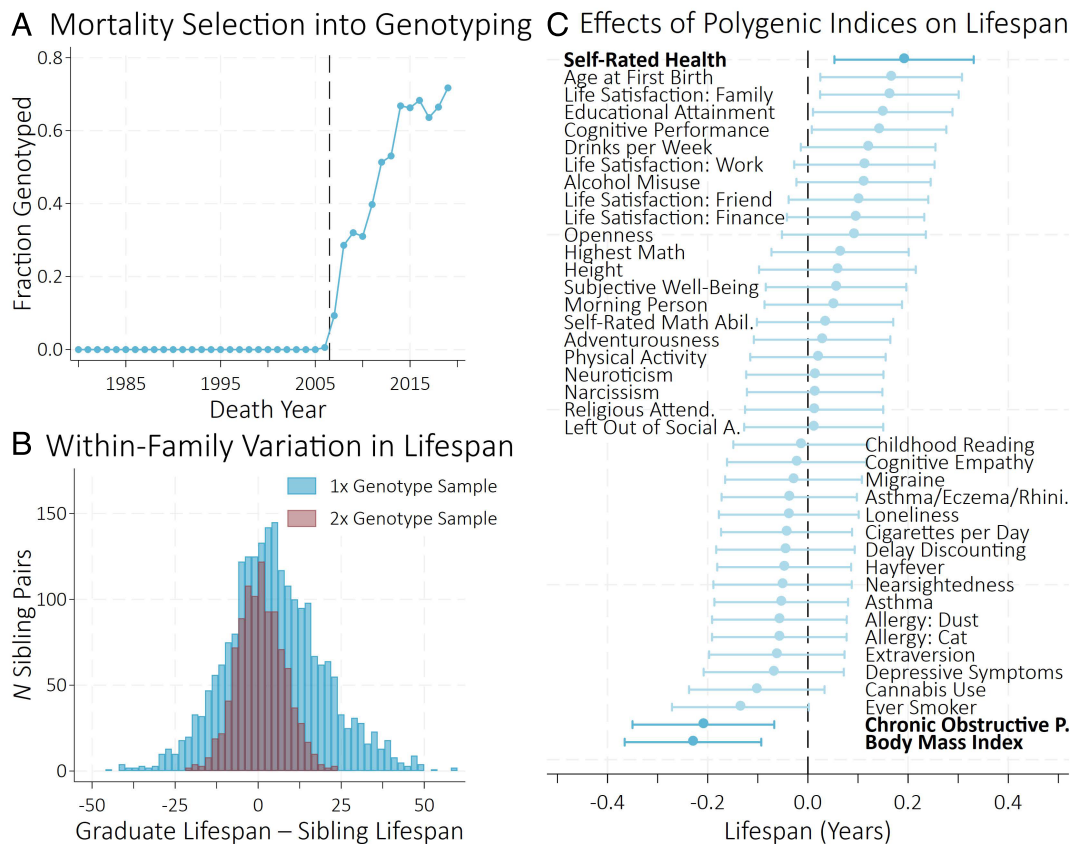 A Mortality Selection into Genotyping
Fraction Genotyped
0.8
0.6
0.4
0.2
0.0
1985
1995
2005
2015
Death Year
B Within-Family Variation in Lifespan
1x Genotype Sample
2x Genotype Sample
N Sibling Pairs
150
100
50
0
-50
-25
0
25
50
Graduate Lifespan – Sibling Lifespan
C Effects of Polygenic Indices on Lifespan
Self-Rated Health
Age at First Birth
Life Satisfaction: Family
Educational Attainment
Cognitive Performance
Drinks per Week
Life Satisfaction: Work
Alcohol Misuse
Life Satisfaction: Friend
Life Satisfaction: Finance
Openness
Highest Math
Height
Subjective Well-Being
Morning Person
Self-Rated Math Abil.
Adventurousness
Physical Activity
Neuroticism
Narcissism
Religious Attend.
Left Out of Social A.
Childhood Reading
Cognitive Empathy
Migraine
Asthma/Eczema/Rhini.
Loneliness
Cigarettes per Day
Delay Discounting
Hayfever
Nearsightedness
Asthma
Allergy: Dust
Allergy: Cat
Extraversion
Depressive Symptoms
Cannabis Use
Ever Smoker
Chronic Obstructive P.
Body Mass Index
-0.4
-0.2
0.0
0.2
0.4
Lifespan (Years)